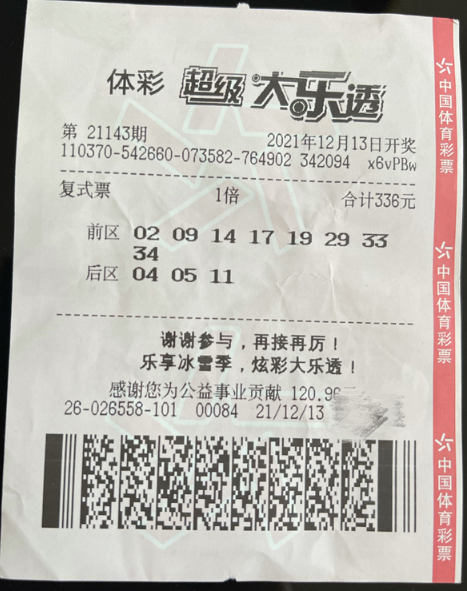 体彩 超级大乐透
第 21143期 2021年12月13日开奖
110370-542660-073582-764902 342094 x6vPBw
复式票 1倍 合计336元
前区 02 09 14 17 19 29 33
34
后区 04 05 11
谢谢参与，再接再厉！
乐享冰雪季，炫彩大乐透！
感谢您为公益事业贡献 120.96元
26-026558-101 00084 21/12/13
中国体育彩票
中国体育彩票
中国体育彩票